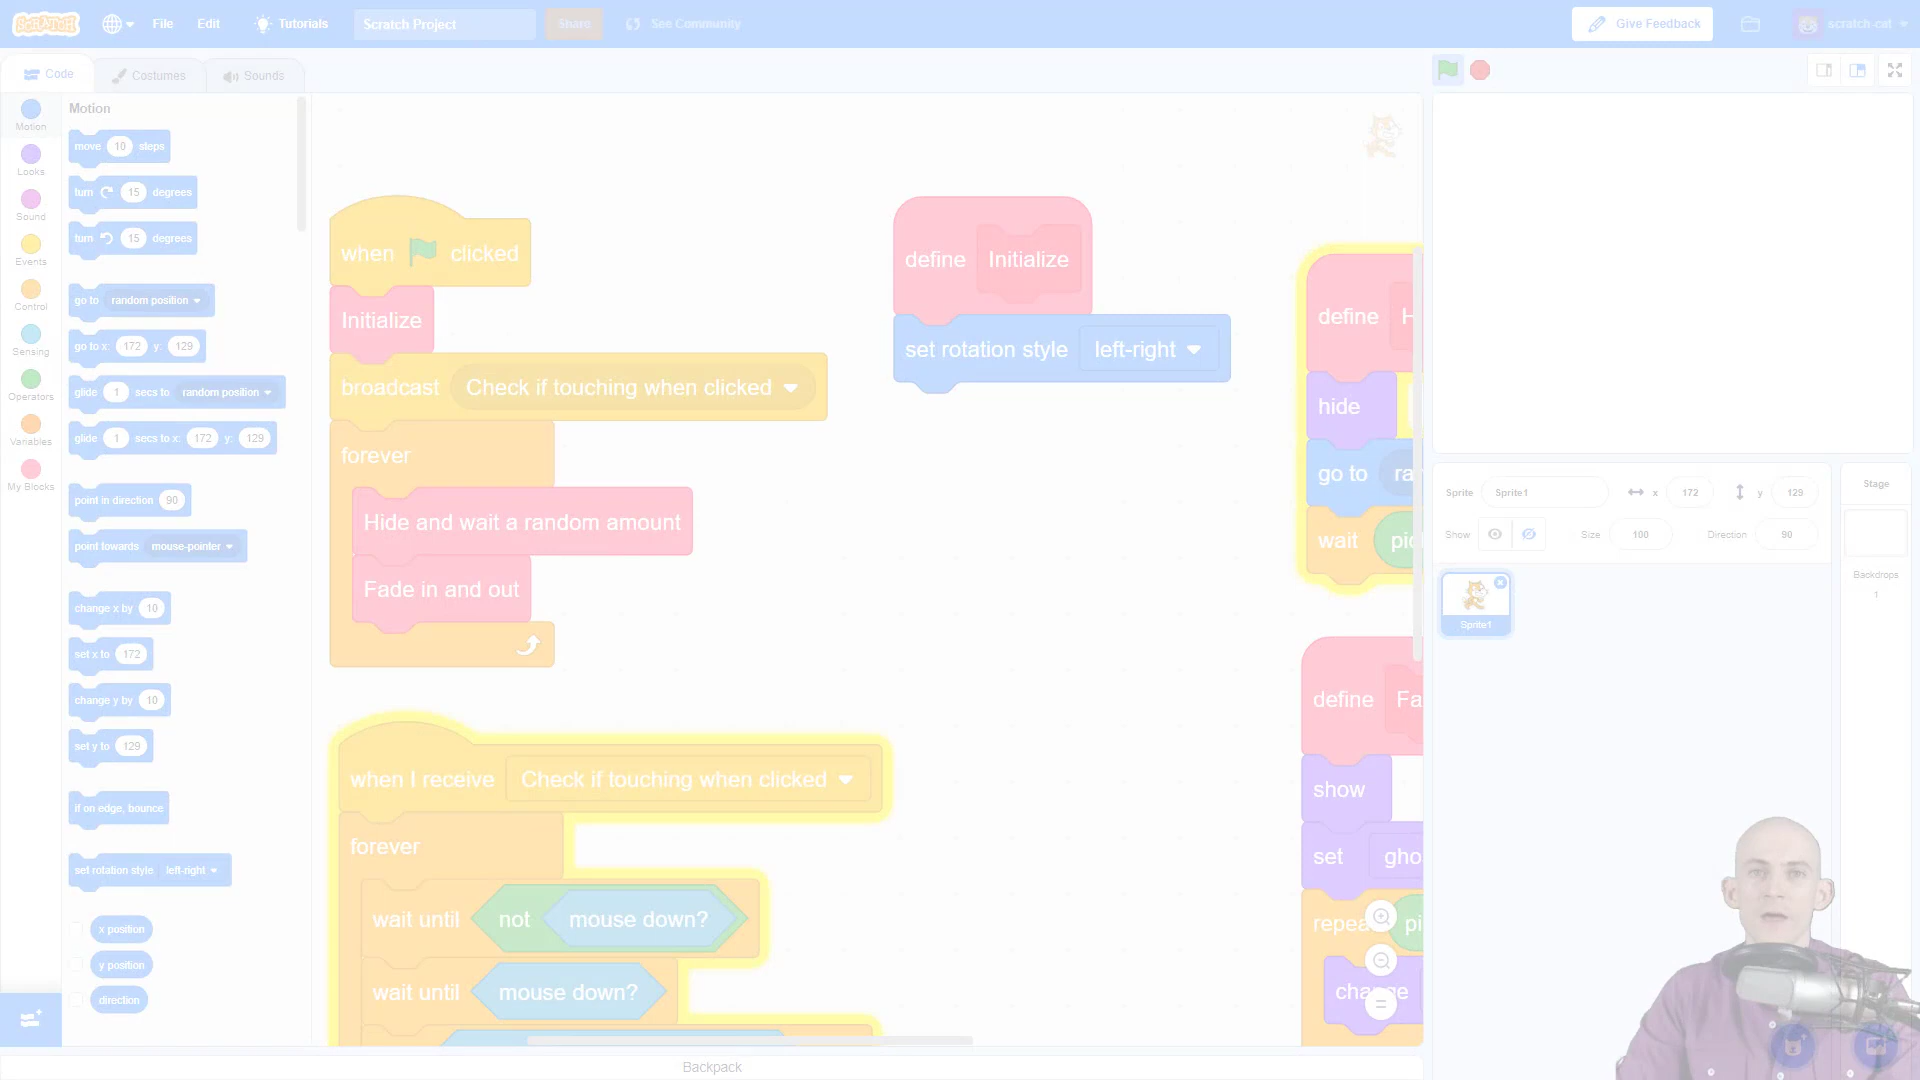 SCRATCH
File
Edit
Tutorials
Scratch Project
Share
See Community
Give Feedback
scratch-cat
Code
Costumes
Sounds
Motion
Looks
Sound
Events
Control
Sensing
Operators
Variables
My Blocks
Motion
move 10 steps
turn 15 degrees
turn 15 degrees
go to random position
go to x: 172 y: 129
glide 1 secs to random position
glide 1 secs to x: 172 y: 129
point in direction 90
point towards mouse-pointer
change x by 10
set x to 172
change y by 10
set y to 129
if on edge, bounce
set rotation style left-right
x position
y position
direction
when clicked
Initialize
broadcast Check if touching when clicked
forever
Hide and wait a random amount
Fade in and out
when I receive Check if touching when clicked
forever
wait until not mouse down?
wait until mouse down?
define Initialize
set rotation style left-right
define H
hide
go to ra
wait pic
define Fa
show
set gho
repea pi
change
Backpack
Sprite Sprite1 x 172 y 129
Show Size 100 Direction 90
Sprite1
Stage
Backdrops
1